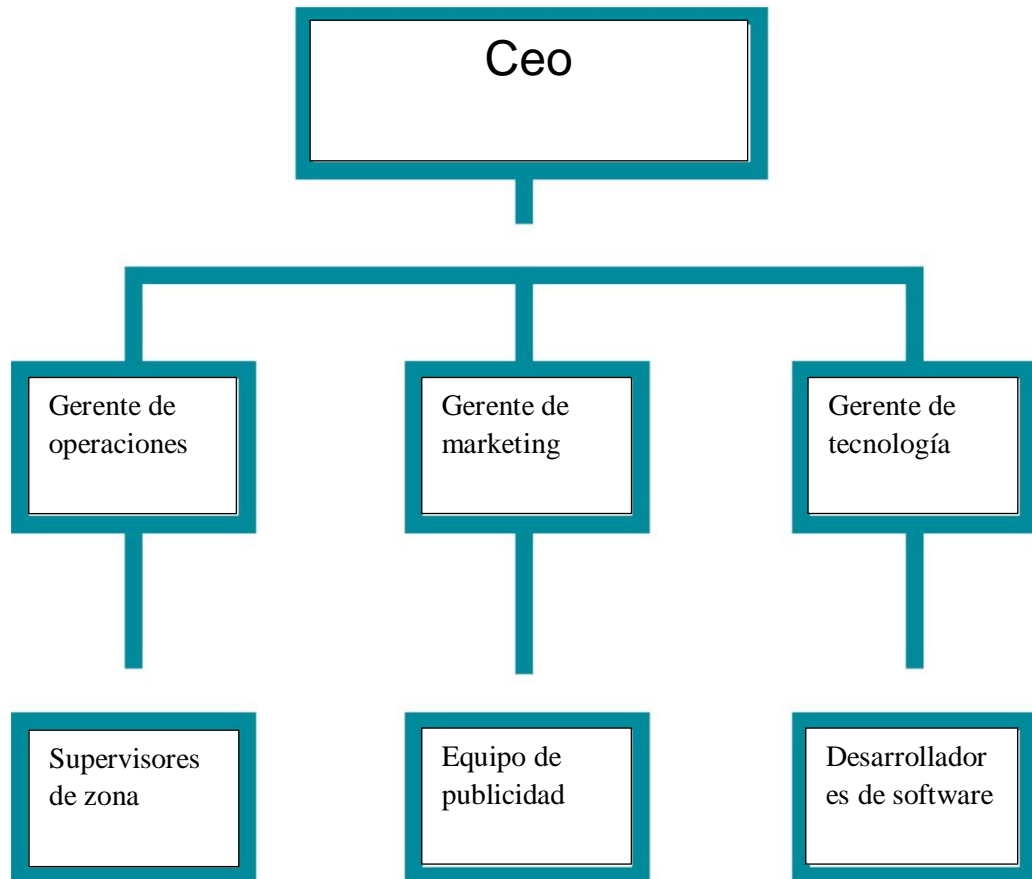 Ceo
Gerente de
operaciones
Gerente de
marketing
Gerente de
tecnología
Supervisores
de zona
Equipo de
publicidad
Desarrollador
es de software